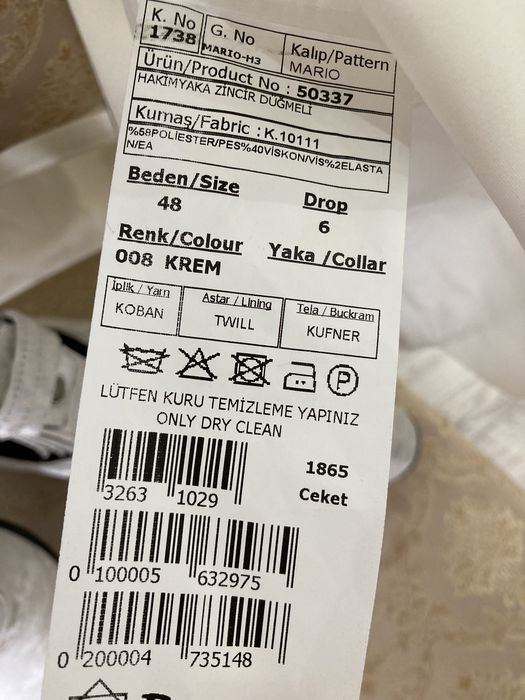 K. No G. No Kalıp/Pattern
1738 MARIO-H3 MARIO
Ürün/Product No : 50337
HAKİMYAKA ZİNCİR DÜĞMELİ
Kumaş/Fabric : K.10111
%58POLİESTER/PES%40VİSKON/VİS%2ELASTA
N/EA
Beden/Size Drop
48 6
Renk/Colour Yaka /Collar
008 KREM
İplik / Yarn Astar / Lining Tela / Buckram
KOBAN TWILL KUFNER
P
LÜTFEN KURU TEMİZLEME YAPINIZ
ONLY DRY CLEAN
1865
3263 1029 Ceket
0 100005 632975
0 200004 735148